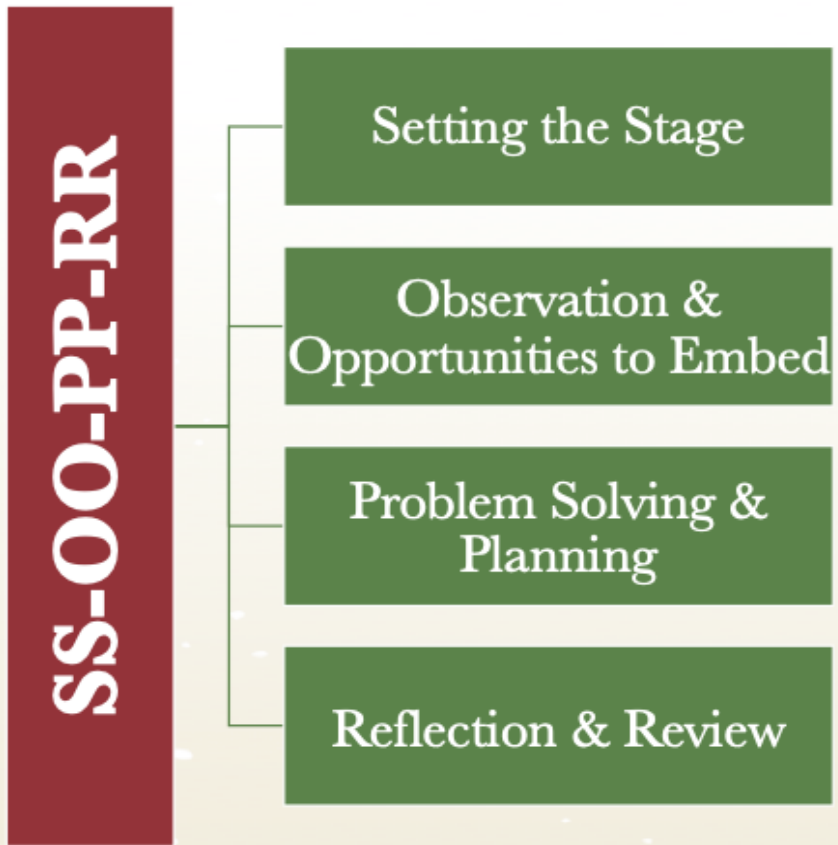 SS-OO-PP-RR
Setting the Stage
Observation &
Opportunities to Embed
Problem Solving &
Planning
Reflection & Review